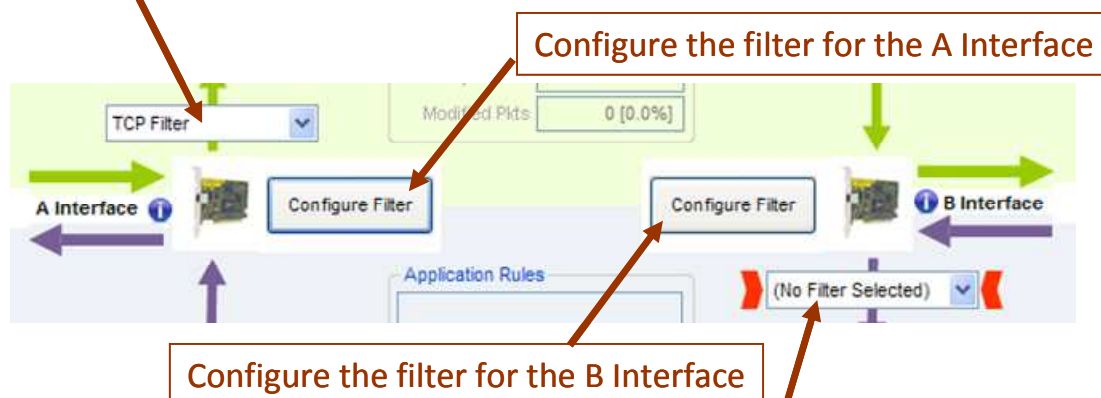 Configure the filter for the A Interface
TCP Filter
Modified Pkts
0 [0.0%]
A Interface
Configure Filter
Configure Filter
B Interface
Application Rules
(No Filter Selected)
Configure the filter for the B Interface